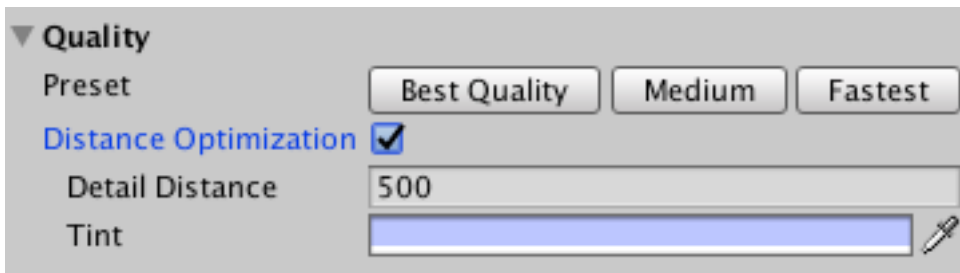 Quality
Preset Best Quality Medium Fastest
Distance Optimization
Detail Distance 500
Tint